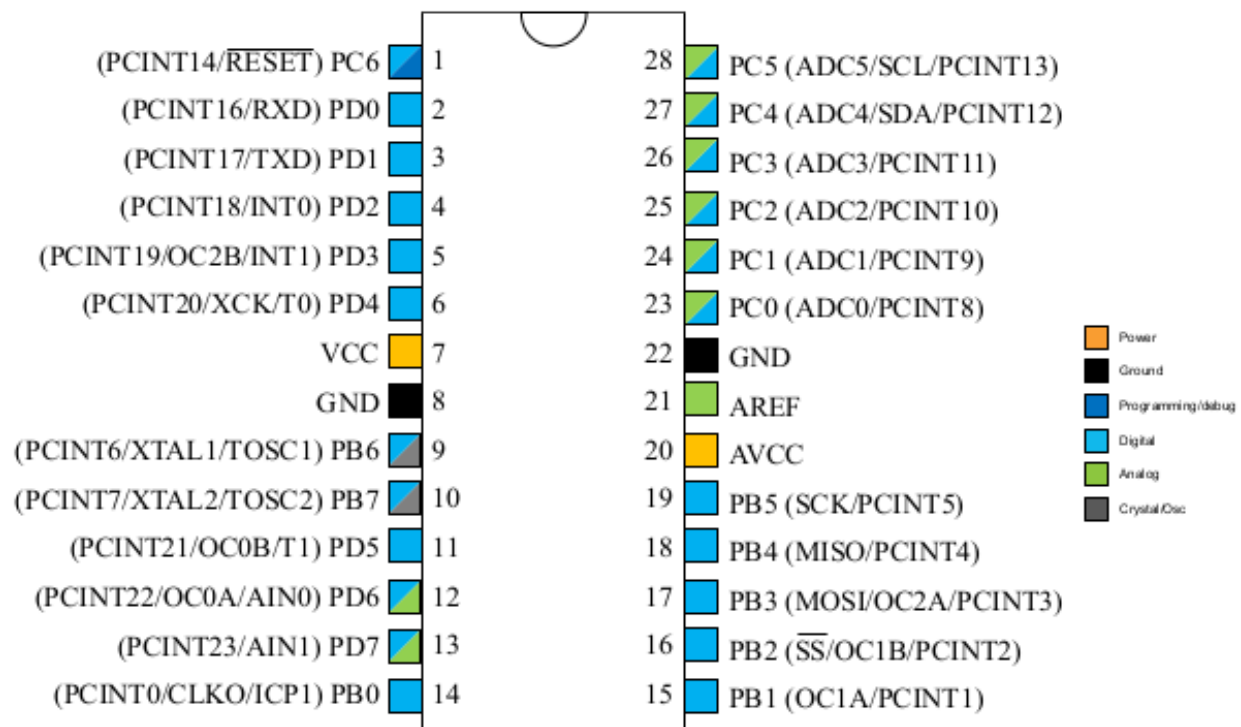 (PCINT14/RESET) PC6 1
(PCINT16/RXD) PD0 2
(PCINT17/TXD) PD1 3
(PCINT18/INT0) PD2 4
(PCINT19/OC2B/INT1) PD3 5
(PCINT20/XCK/T0) PD4 6
VCC 7
GND 8
(PCINT6/XTAL1/TOSC1) PB6 9
(PCINT7/XTAL2/TOSC2) PB7 10
(PCINT21/OC0B/T1) PD5 11
(PCINT22/OC0A/AIN0) PD6 12
(PCINT23/AIN1) PD7 13
(PCINT0/CLKO/ICP1) PB0 14
28 PC5 (ADC5/SCL/PCINT13)
27 PC4 (ADC4/SDA/PCINT12)
26 PC3 (ADC3/PCINT11)
25 PC2 (ADC2/PCINT10)
24 PC1 (ADC1/PCINT9)
23 PC0 (ADC0/PCINT8)
22 GND
21 AREF
20 AVCC
19 PB5 (SCK/PCINT5)
18 PB4 (MISO/PCINT4)
17 PB3 (MOSI/OC2A/PCINT3)
16 PB2 (SS/OC1B/PCINT2)
15 PB1 (OC1A/PCINT1)
Power
Ground
Programming/debug
Digital
Analog
Crystal/Osc